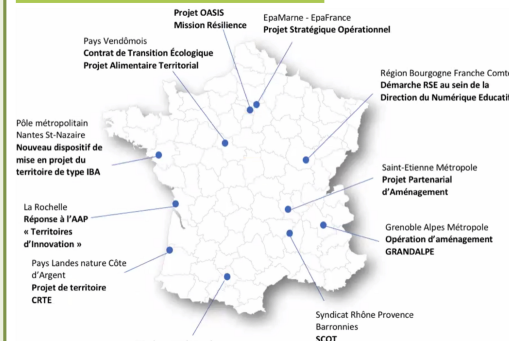 Projet OASIS
Mission Résilience
EpaMarne - EpaFrance
Projet Stratégique Opérationnel
Pays Vendômois
Contrat de Transition Écologique
Projet Alimentaire Territorial
Région Bourgogne Franche Comté
Démarche RSE au sein de la
Direction du Numérique Educatif
Pôle métropolitain
Nantes St-Nazaire
Nouveau dispositif de
mise en projet du
territoire de type IBA
Saint-Etienne Métropole
Projet Partenarial
d'Aménagement
La Rochelle
Réponse à l'AAP
« Territoires
d'Innovation »
Grenoble Alpes Métropole
Opération d'aménagement
GRANDALPE
Pays Landes nature Côte
d'Argent
Projet de territoire
CRTE
Syndicat Rhône Provence
Barronnies
SCOT